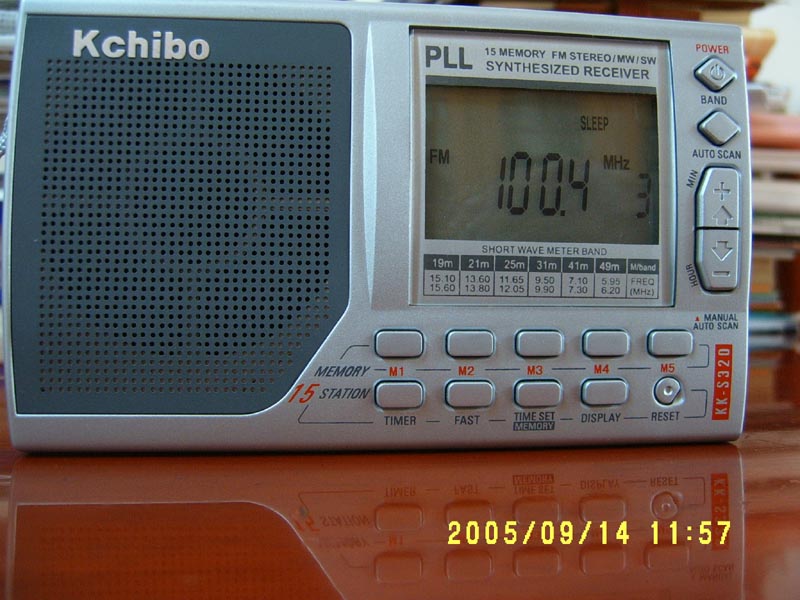 Kchibo
PLL 15 MEMORY FM STEREO/MW/SW
SYNTHESIZED RECEIVER
POWER
BAND
AUTO SCAN
MIN
HOUR
SLEEP
FM 100.4 MHz 3
SHORT WAVE METER BAND
19m 21m 25m 31m 41m 49m M/band
15.10 13.60 11.65 9.50 7.10 5.95 FREQ
15.60 13.80 12.05 9.90 7.30 6.20 (MHz)
MANUAL
AUTO SCAN
MEMORY M1 M2 M3 M4 M5
15 STATION
TIMER FAST TIME SET DISPLAY RESET
MEMORY
KK-S320
2005/09/14 11:57